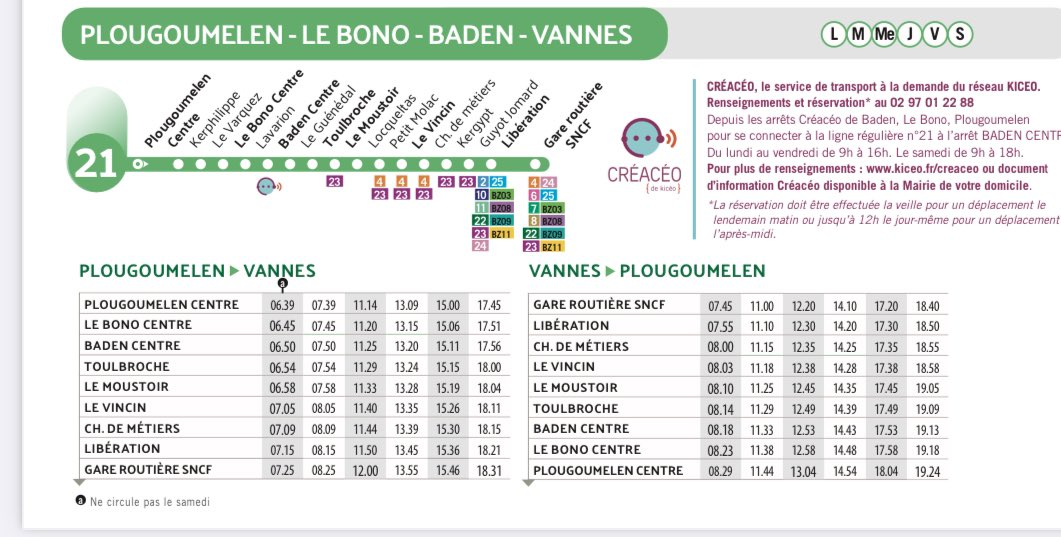 PLOUGOUMELEN - LE BONO - BADEN - VANNES
L M Me J V S
21
Plougoumelen Centre
Kerphilippe
Le Varquez
Le Bono Centre
Lavarion
Baden Centre
Le Guénédal
Toulbroche
Le Moustoir
Locqueltas
Petit Molac
Le Vincin
Ch. de métiers
Kergypt
Guyot Jomard
Libération
Gare routière SNCF
23
4 23
4 23
4 23
23
23
2 25
10 BZ03
11 BZ08
22 BZ09
23 BZ11
24
4 24
6 25
7 BZ03
8 BZ08
22 BZ09
23 BZ11
CRÉACÉO
{ de kicéo }
CRÉACÉO, le service de transport à la demande du réseau KICEO.
Renseignements et réservation* au 02 97 01 22 88
Depuis les arrêts Créacéo de Baden, Le Bono, Plougoumelen
pour se connecter à la ligne régulière n°21 à l'arrêt BADEN CENTR
Du lundi au vendredi de 9h à 16h. Le samedi de 9h à 18h.
Pour plus de renseignements : www.kiceo.fr/creaceo ou document
d'information Créacéo disponible à la Mairie de votre domicile.
*La réservation doit être effectuée la veille pour un déplacement le
lendemain matin ou jusqu'à 12h le jour-même pour un déplacement
l'après-midi.
PLOUGOUMELEN ▶ VANNES
a
PLOUGOUMELEN CENTRE 06.39 07.39 11.14 13.09 15.00 17.45
LE BONO CENTRE 06.45 07.45 11.20 13.15 15.06 17.51
BADEN CENTRE 06.50 07.50 11.25 13.20 15.11 17.56
TOULBROCHE 06.54 07.54 11.29 13.24 15.15 18.00
LE MOUSTOIR 06.58 07.58 11.33 13.28 15.19 18.04
LE VINCIN 07.05 08.05 11.40 13.35 15.26 18.11
CH. DE MÉTIERS 07.09 08.09 11.44 13.39 15.30 18.15
LIBÉRATION 07.15 08.15 11.50 13.45 15.36 18.21
GARE ROUTIÈRE SNCF 07.25 08.25 12.00 13.55 15.46 18.31
a Ne circule pas le samedi
VANNES ▶ PLOUGOUMELEN
GARE ROUTIÈRE SNCF 07.45 11.00 12.20 14.10 17.20 18.40
LIBÉRATION 07.55 11.10 12.30 14.20 17.30 18.50
CH. DE MÉTIERS 08.00 11.15 12.35 14.25 17.35 18.55
LE VINCIN 08.03 11.18 12.38 14.28 17.38 18.58
LE MOUSTOIR 08.10 11.25 12.45 14.35 17.45 19.05
TOULBROCHE 08.14 11.29 12.49 14.39 17.49 19.09
BADEN CENTRE 08.18 11.33 12.53 14.43 17.53 19.13
LE BONO CENTRE 08.23 11.38 12.58 14.48 17.58 19.18
PLOUGOUMELEN CENTRE 08.29 11.44 13.04 14.54 18.04 19.24